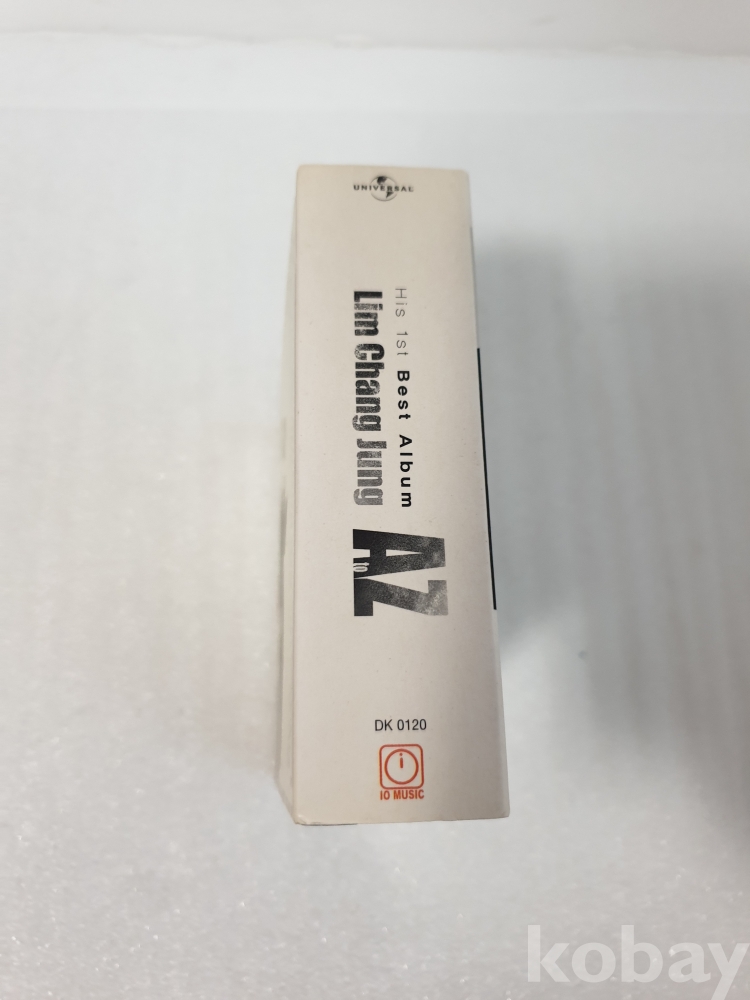 UNIVERSAL
His 1st Best Album
Lim Chang Jung
A to Z
DK 0120
IO MUSIC
kobay